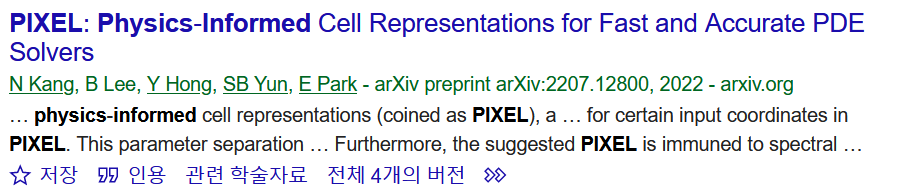 PIXEL: Physics-Informed Cell Representations for Fast and Accurate PDE
Solvers
N Kang, B Lee, Y Hong, SB Yun, E Park - arXiv preprint arXiv:2207.12800, 2022 - arxiv.org
… physics-informed cell representations (coined as PIXEL), a … for certain input coordinates in
PIXEL. This parameter separation … Furthermore, the suggested PIXEL is immuned to spectral …
저장 인용 관련 학술자료 전체 4개의 버전